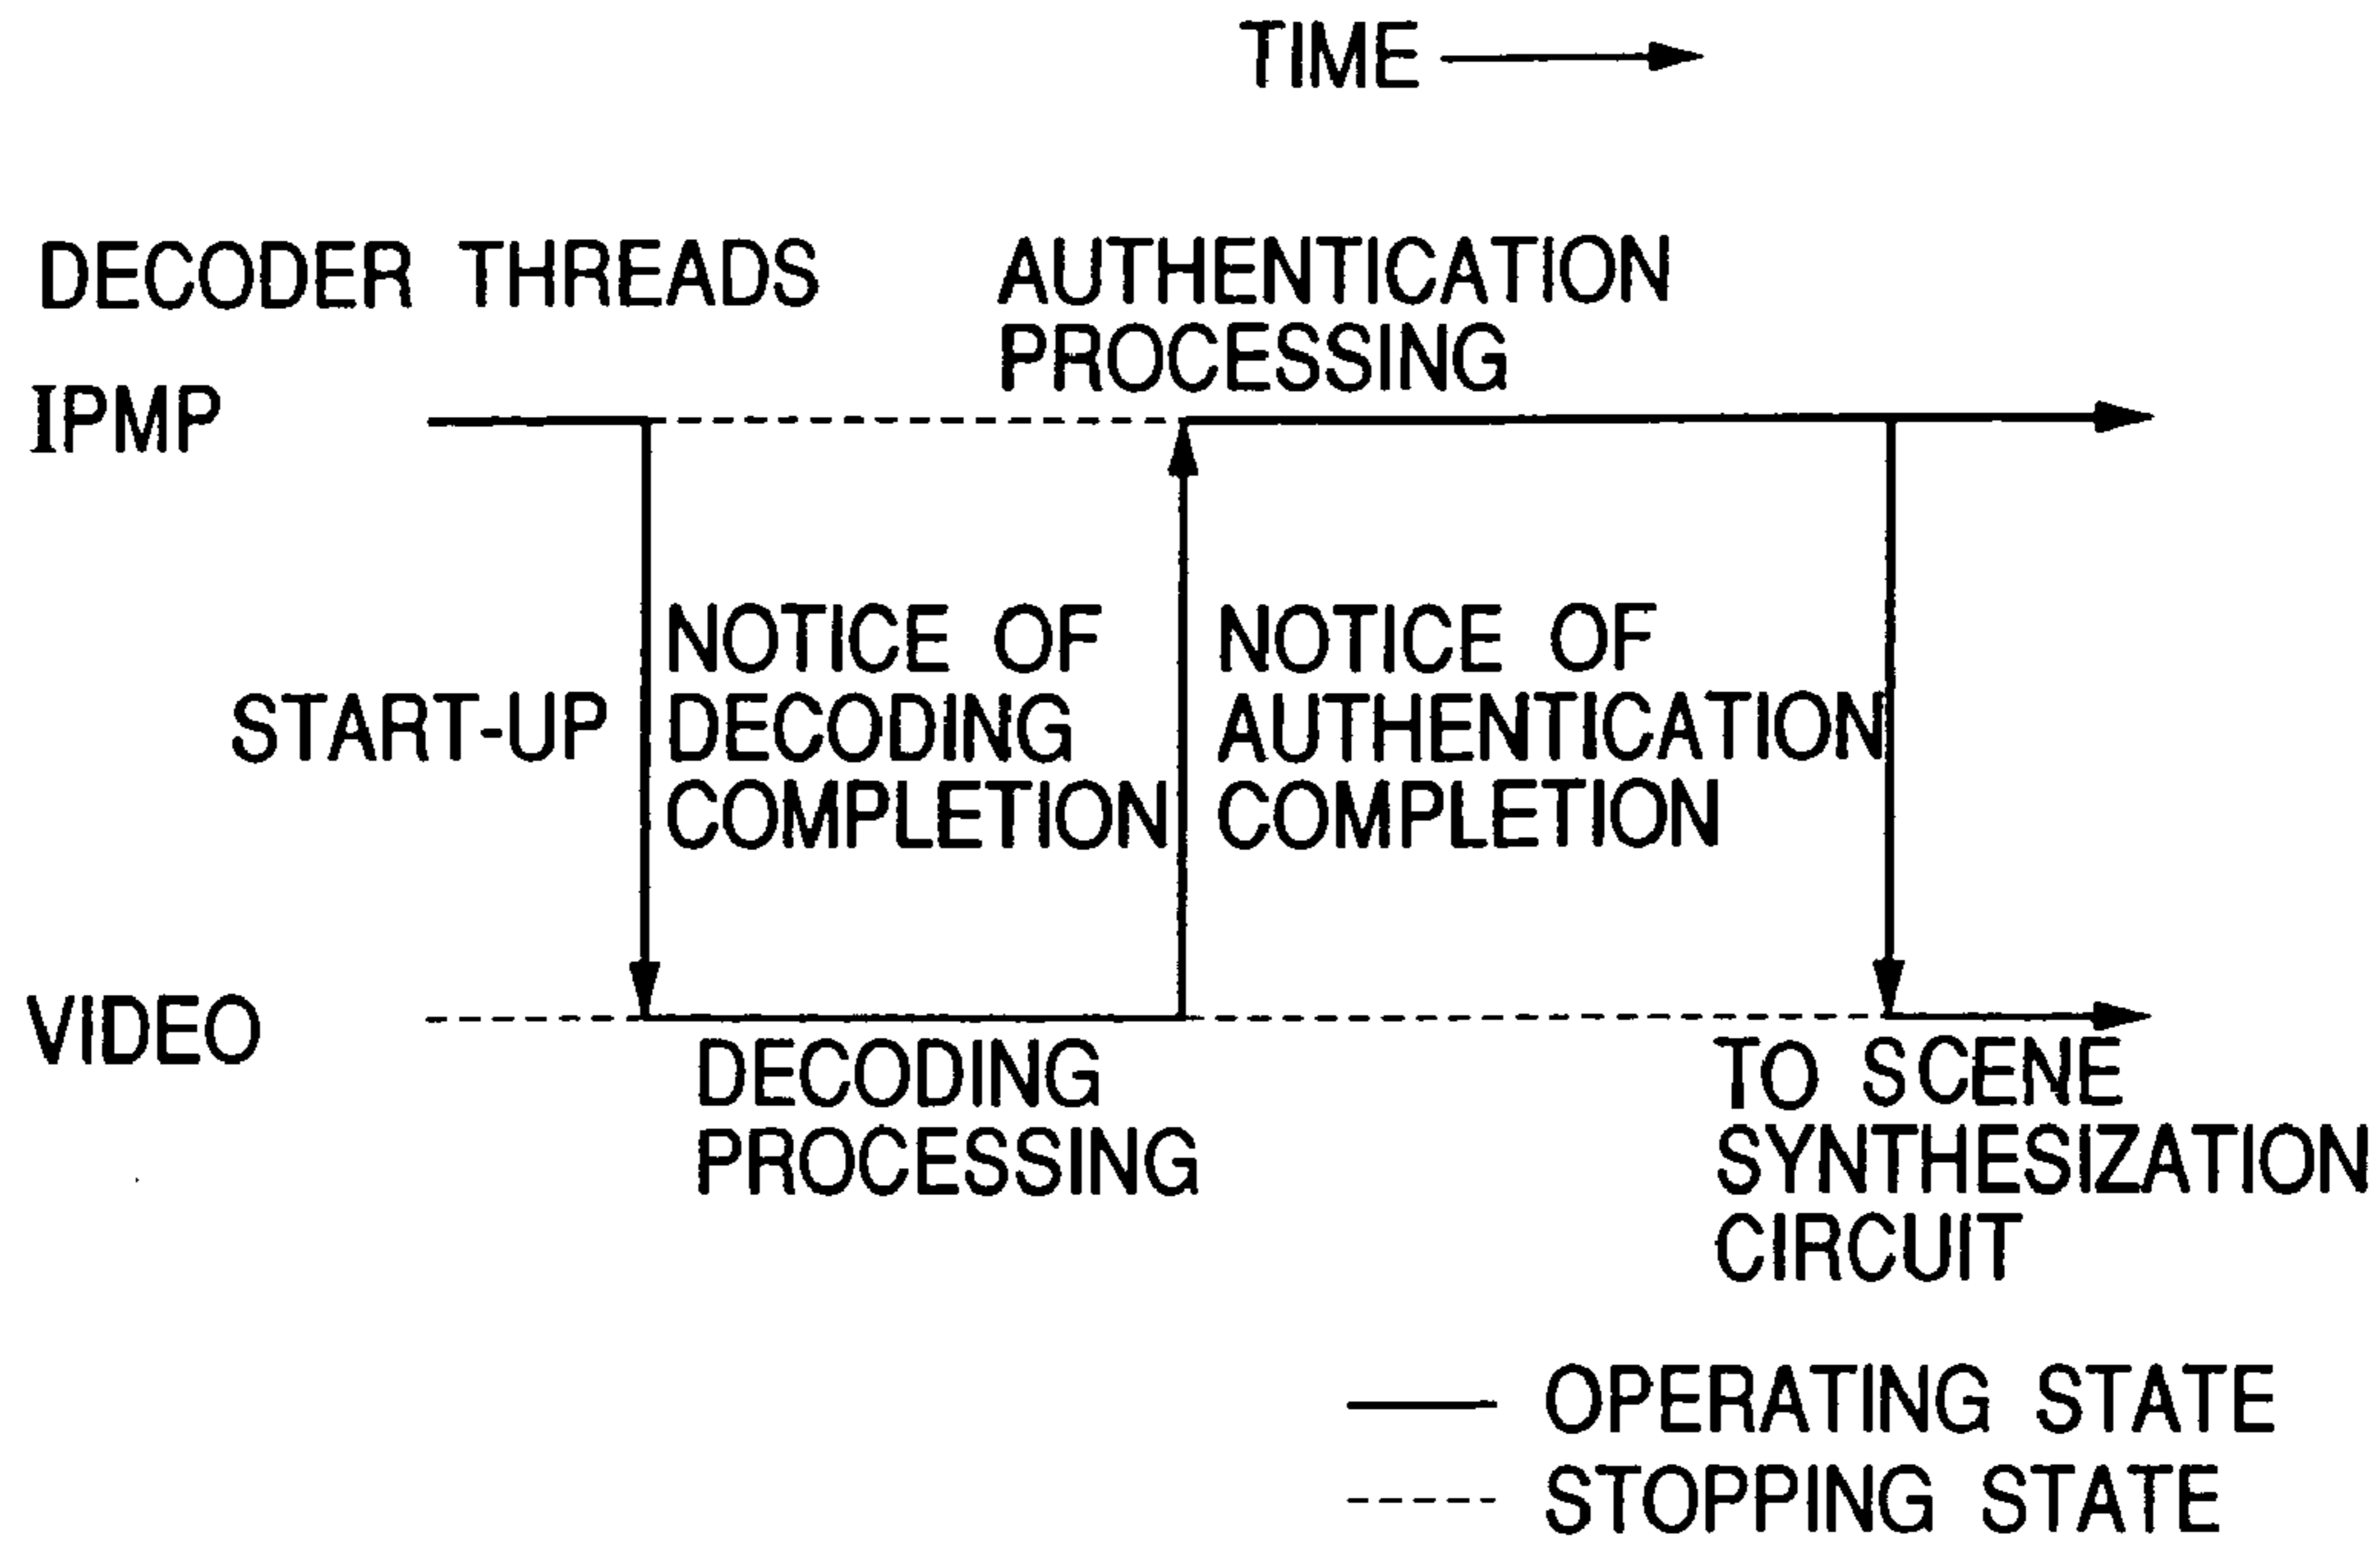 TIME
DECODER THREADS
AUTHENTICATION
PROCESSING
IPMP
START-UP
NOTICE OF
DECODING
COMPLETION
NOTICE OF
AUTHENTICATION
COMPLETION
VIDEO
DECODING
PROCESSING
TO SCENE
SYNTHESIZATION
CIRCUIT
OPERATING STATE
STOPPING STATE